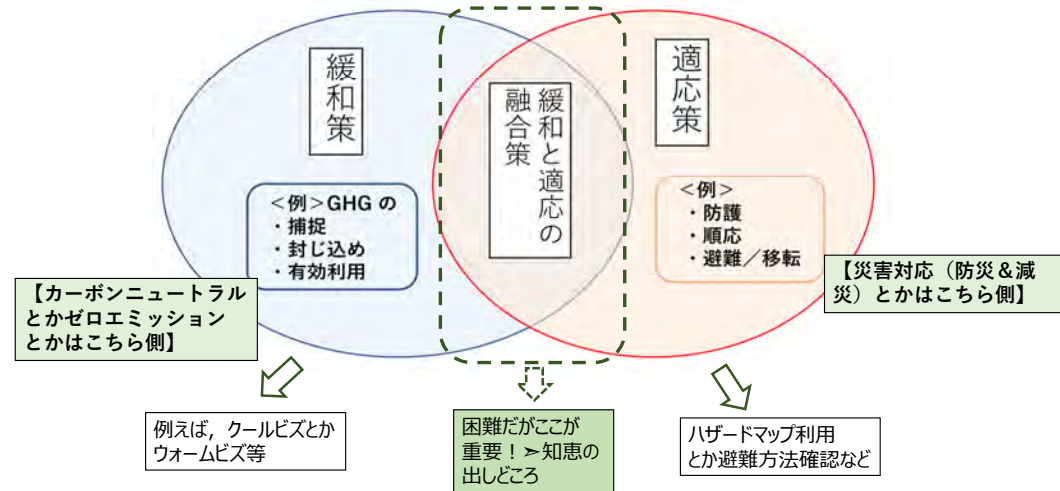 緩和策
緩和と適応の
融合策
適応策
<例>GHG の
・捕捉
・封じ込め
・有効利用
<例>
・防護
・順応
・避難／移転
【カーボンニュートラル
とかゼロエミッション
とかはこちら側】
【災害対応（防災＆減
災）とかはこちら側】
例えば，クールビズとか
ウォームビズ等
困難だがここが
重要！➣知恵の
出しどころ
ハザードマップ利用
とか避難方法確認など